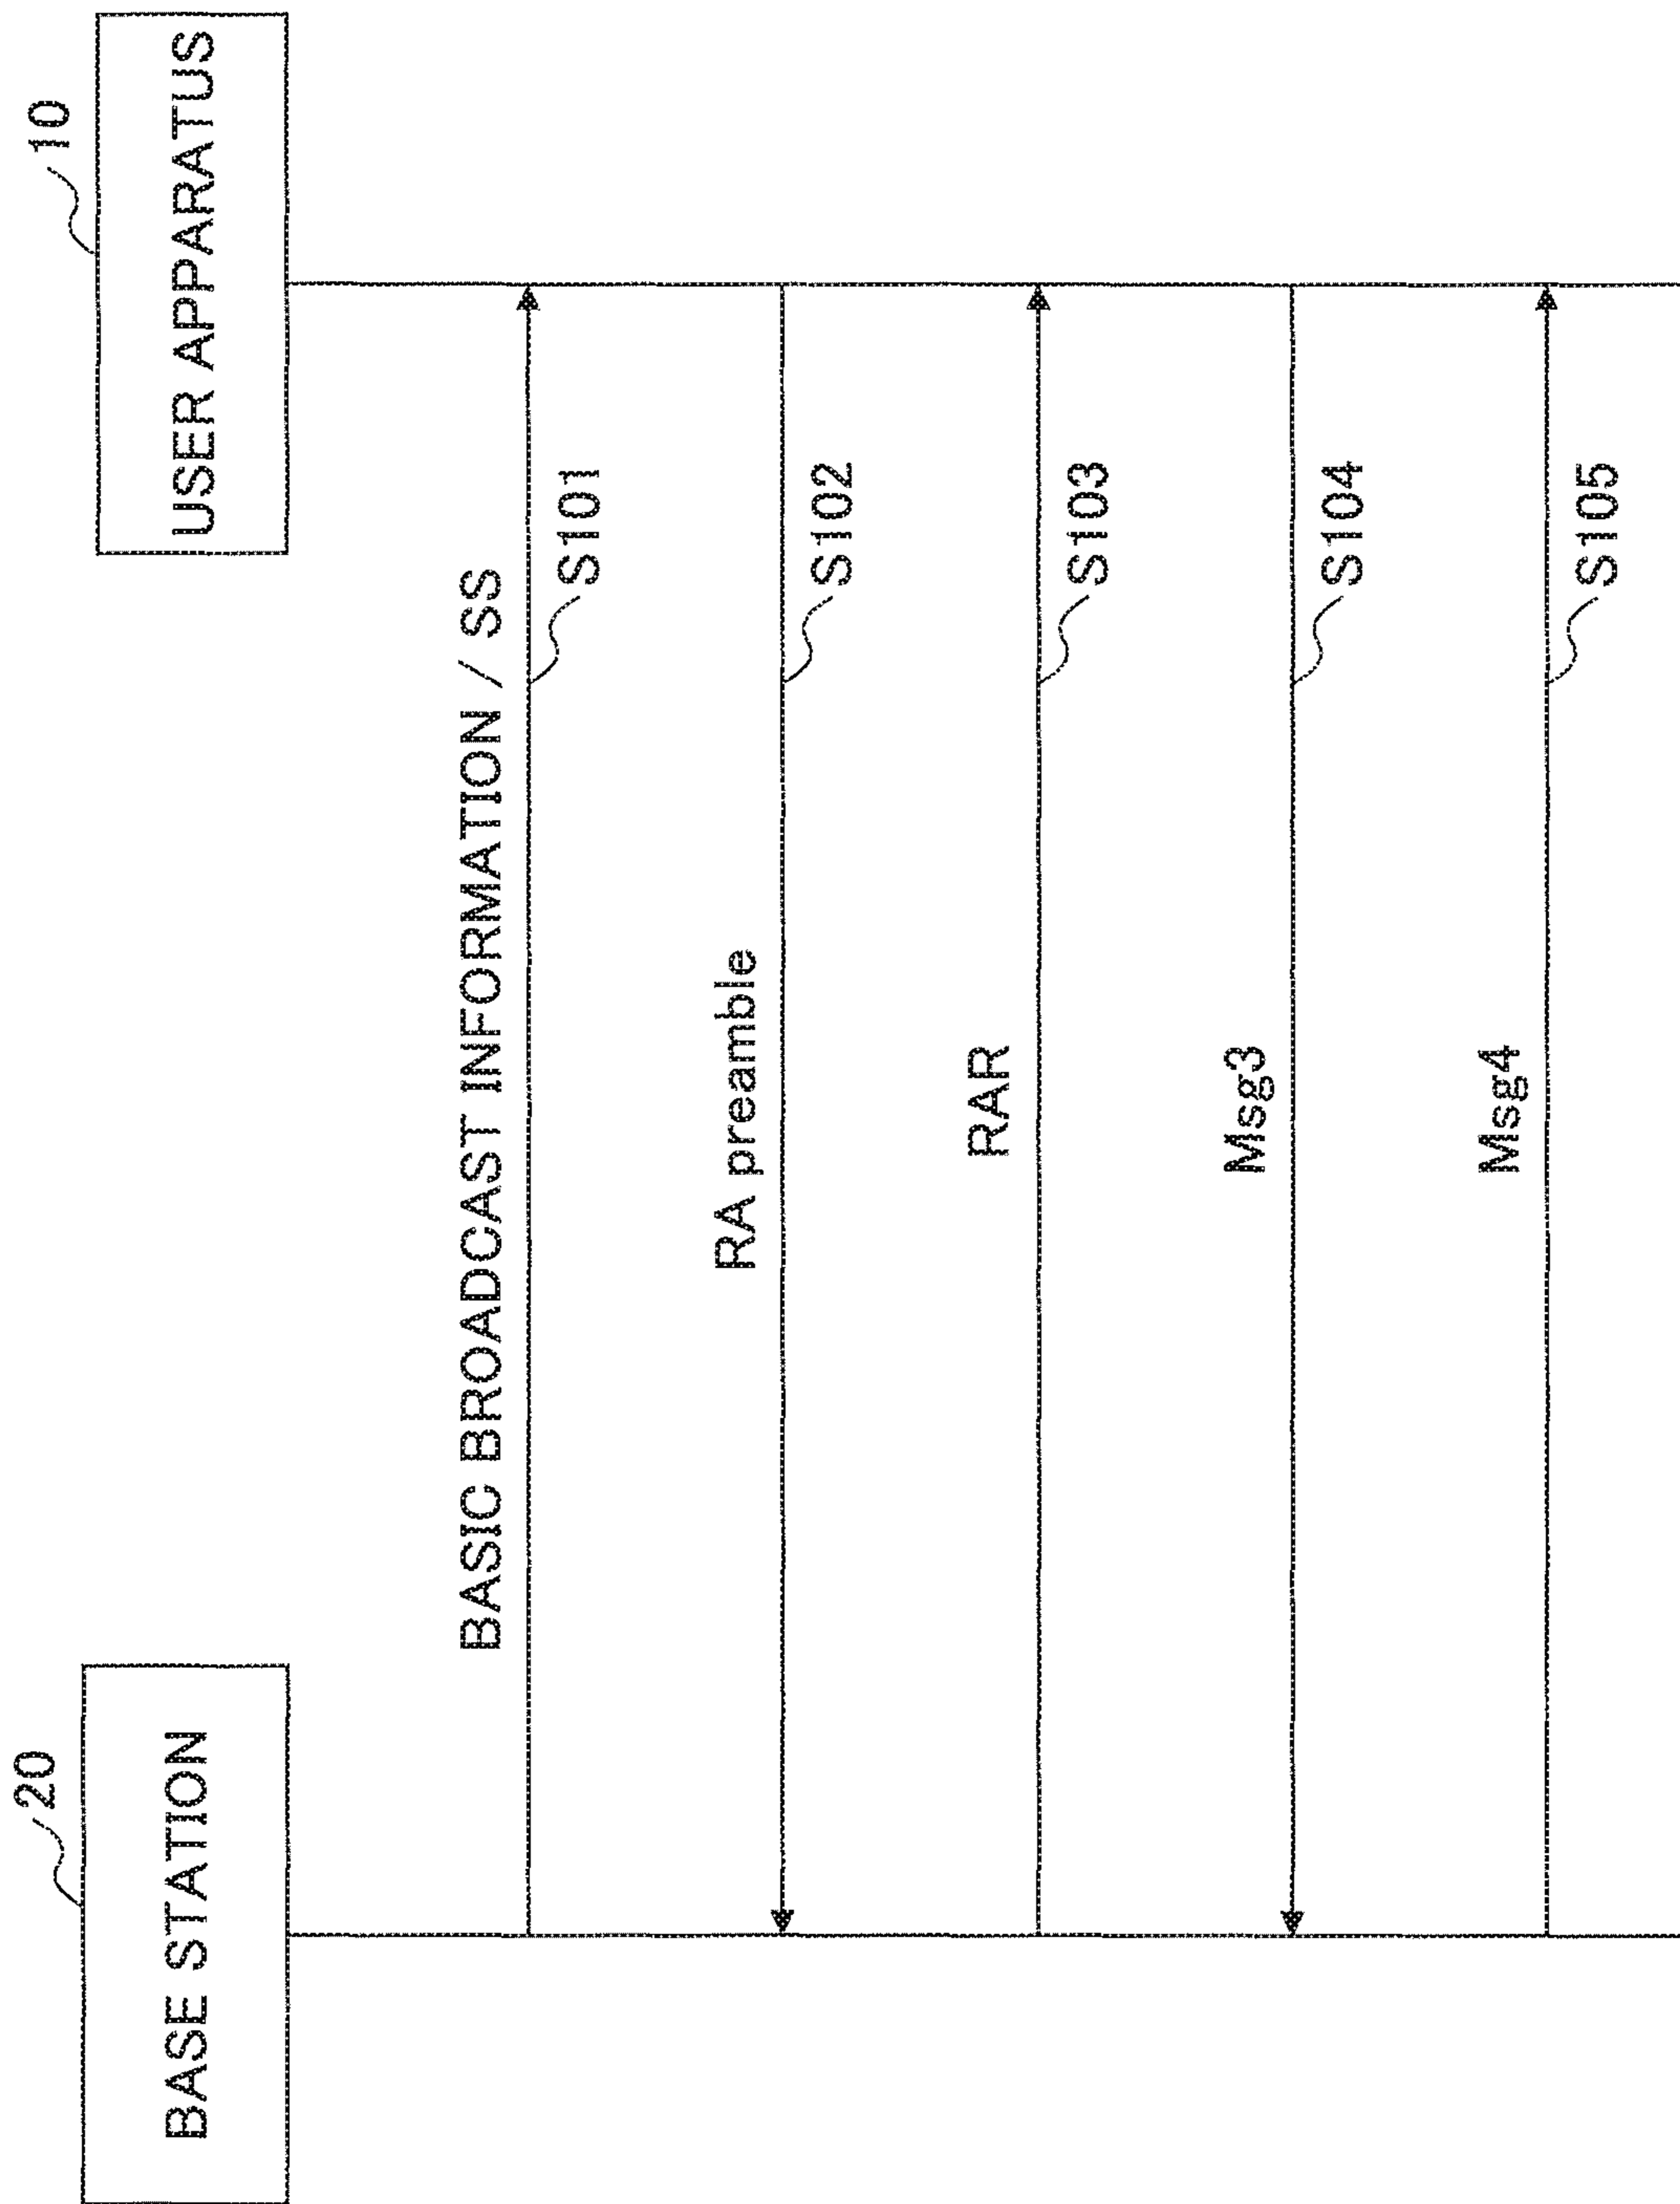 20
BASE STATION
10
USER APPARATUS
BASIC BROADCAST INFORMATION / SS
S101
RA preamble
S102
RAR
S103
Msg3
S104
Msg4
S105